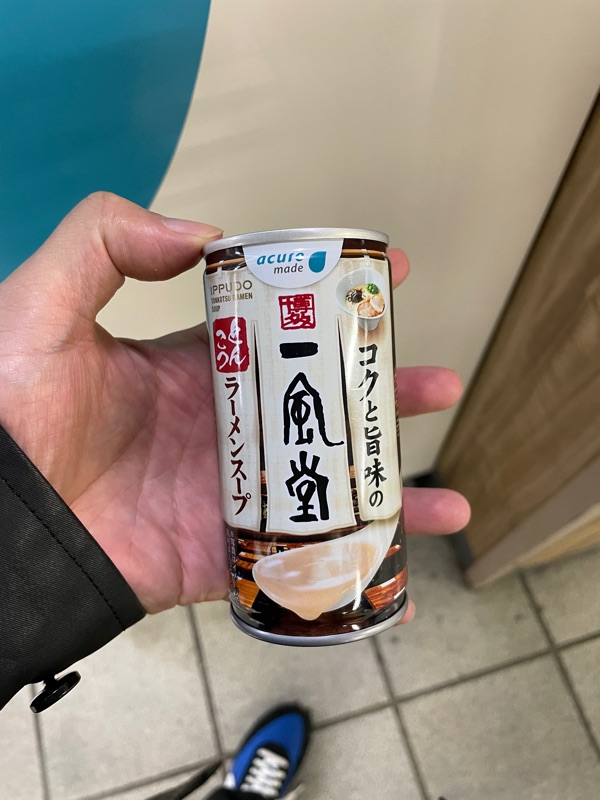 acure
made
IPPUDO
TONKOTSU RAMEN
SOUP
博多
一風堂
コクと旨味の
とんこつ
ラーメンスープ